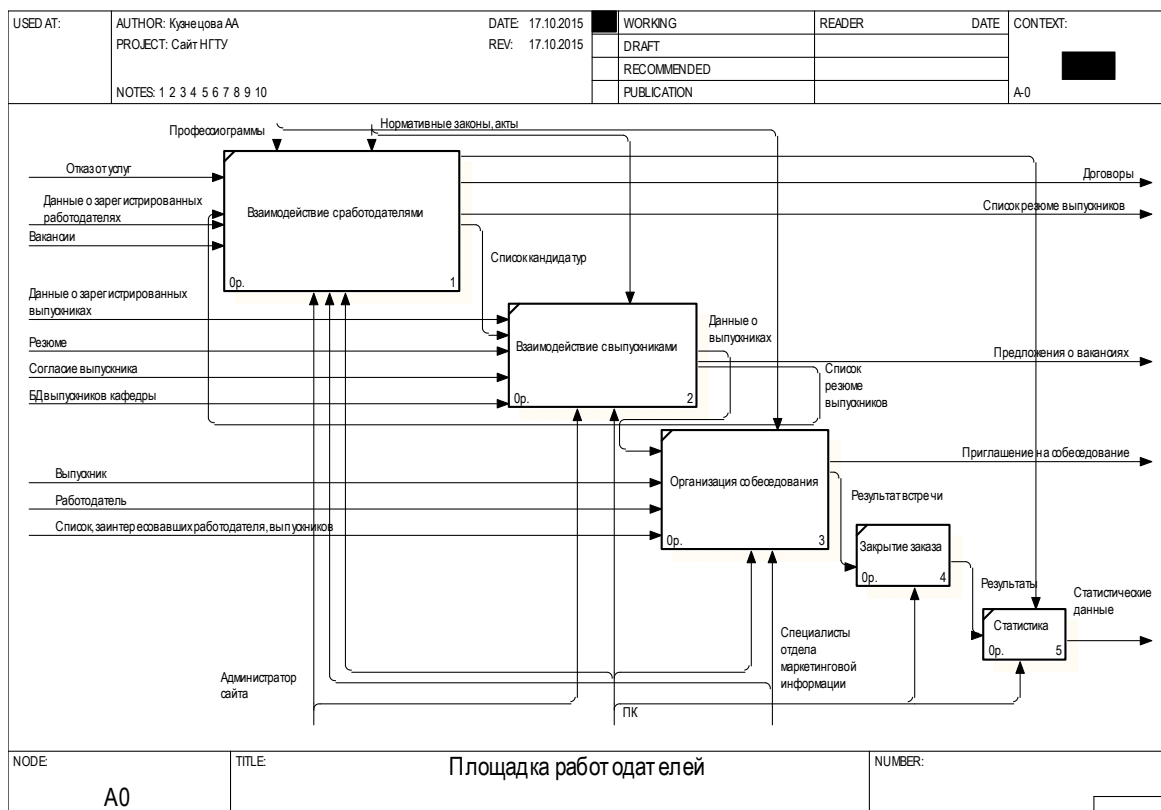 USED AT:
AUTHOR: Кузнецова АА
DATE: 17.10.2015
PROJECT: Сайт НГТУ
REV: 17.10.2015
NOTES: 1 2 3 4 5 6 7 8 9 10
WORKING
DRAFT
RECOMMENDED
PUBLICATION
READER
DATE
CONTEXT:
A-0
Профессиограммы
Нормативные законы, акты
Отказ от услуг
Данные о зарегистрированных
работодателях
Вакансии
Взаимодействие с работодателями
0р.
1
Договоры
Список резюме выпускников
Список кандидатур
Данные о зарегистрированных
выпускниках
Резюме
Согласие выпускника
БД выпускников кафедры
Взаимодействие с выпускниками
0р.
2
Данные о
выпускниках
Предложения о вакансиях
Список
резюме
выпускников
Выпускник
Работодатель
Список, заинтересовавших работодателя, выпускников
Организация собеседования
0р.
3
Приглашение на собеседование
Результат встречи
Закрытие заказа
0р.
4
Результаты
Статистика
0р.
5
Статистические
данные
Администратор
сайта
Специалисты
отдела
маркетинговой
информации
ПК
NODE:
A0
TITLE:
Площадка работодателей
NUMBER: